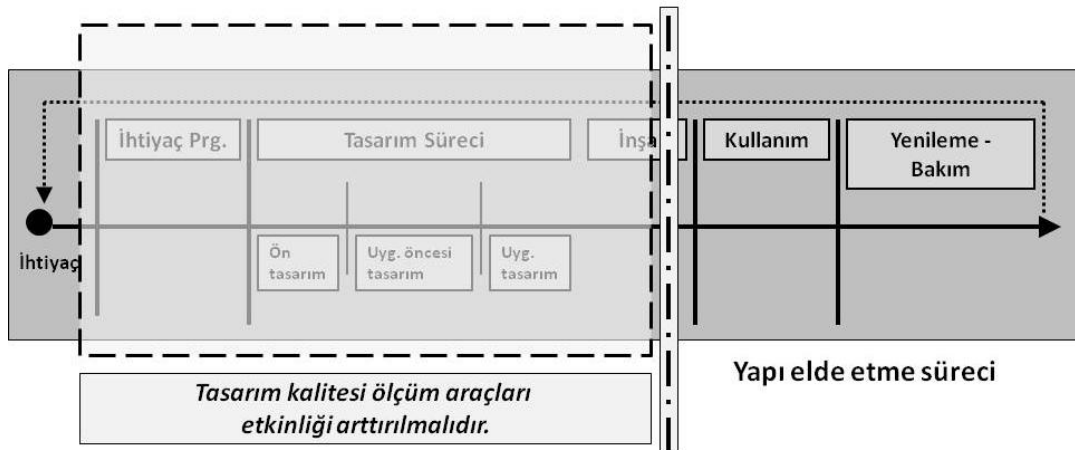 İhtiyaç Prg.
Tasarım Süreci
İnşa
Kullanım
Yenileme -
Bakım
İhtiyaç
Ön
tasarım
Uyg. öncesi
tasarım
Uyg.
tasarım
Yapı elde etme süreci
Tasarım kalitesi ölçüm araçları
etkinliği arttırılmalıdır.